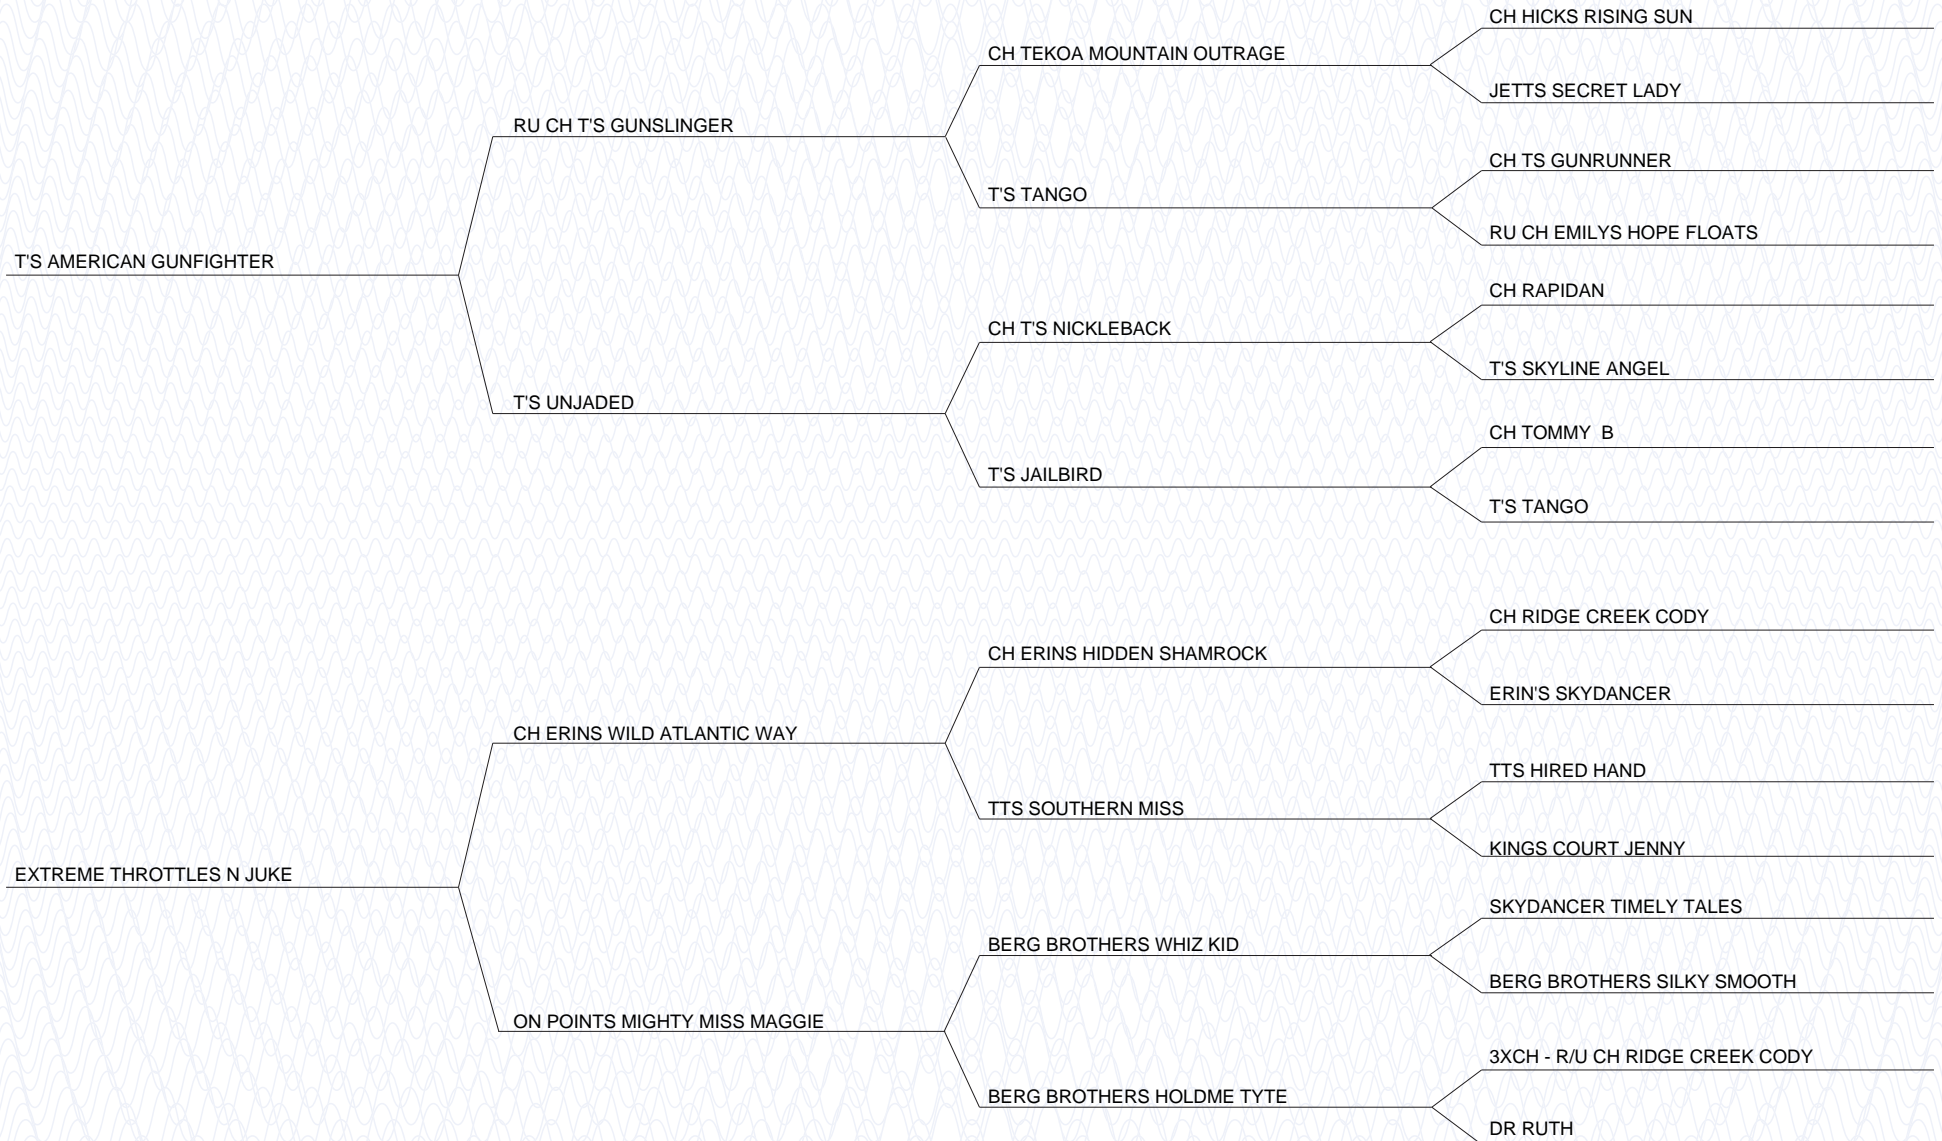 CH HICKS RISING SUN
CH TEKOA MOUNTAIN OUTRAGE
JETTS SECRET LADY
RU CH T'S GUNSLINGER
CH TS GUNRUNNER
T'S TANGO
RU CH EMILYS HOPE FLOATS
T'S AMERICAN GUNFIGHTER
CH RAPIDAN
CH T'S NICKLEBACK
T'S SKYLINE ANGEL
T'S UNJADED
CH TOMMY  B
T'S JAILBIRD
T'S TANGO
CH RIDGE CREEK CODY
CH ERINS HIDDEN SHAMROCK
ERIN'S SKYDANCER
CH ERINS WILD ATLANTIC WAY
TTS HIRED HAND
TTS SOUTHERN MISS
KINGS COURT JENNY
EXTREME THROTTLES N JUKE
SKYDANCER TIMELY TALES
BERG BROTHERS WHIZ KID
BERG BROTHERS SILKY SMOOTH
ON POINTS MIGHTY MISS MAGGIE
3XCH - R/U CH RIDGE CREEK CODY
BERG BROTHERS HOLDME TYTE
DR RUTH